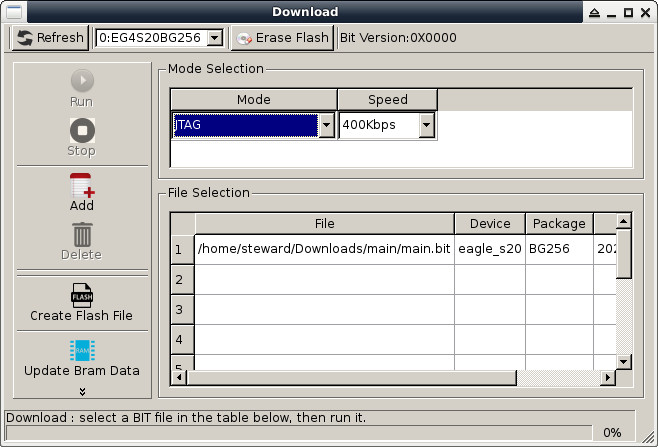 Download
Refresh
0:EG4S20BG256
Erase Flash
Bit Version:0X0000
Run
Stop
Add
Delete
FLASH
Create Flash File
RAM
Update Bram Data
Mode Selection
Mode Speed
JTAG 400Kbps
File Selection
File Device Package
1 /home/steward/Downloads/main/main.bit eagle_s20 BG256 202
2
3
4
5
Download : select a BIT file in the table below, then run it.
0%